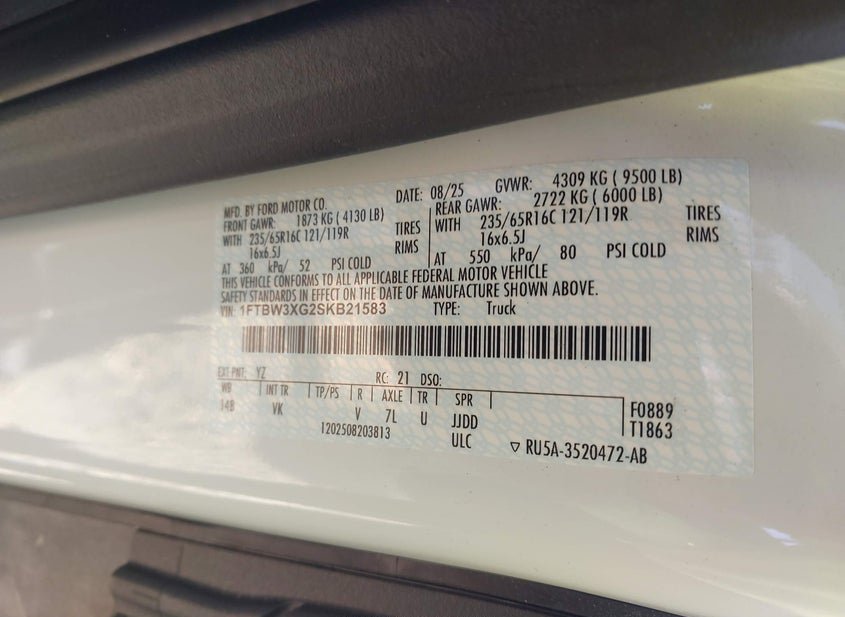 MFD. BY FORD MOTOR CO. DATE: 08/25 GVWR: 4309 KG ( 9500 LB)
FRONT GAWR: 1873 KG ( 4130 LB) REAR GAWR: 2722 KG ( 6000 LB)
WITH 235/65R16C 121/119R TIRES WITH 235/65R16C 121/119R TIRES
16x6.5J RIMS 16x6.5J RIMS
AT 360 kPa/ 52 PSI COLD AT 550 kPa/ 80 PSI COLD
THIS VEHICLE CONFORMS TO ALL APPLICABLE FEDERAL MOTOR VEHICLE
SAFETY STANDARDS IN EFFECT ON THE DATE OF MANUFACTURE SHOWN ABOVE.
VIN: 1FTBW3XG2SKB21583 TYPE: Truck
EXT PNT: YZ RC: 21 DSO:
WB INT TR TP/PS R AXLE TR SPR
14B VK V 7L U JJDD
F0889
T1863
1202508203813 ULC
RU5A-3520472-AB